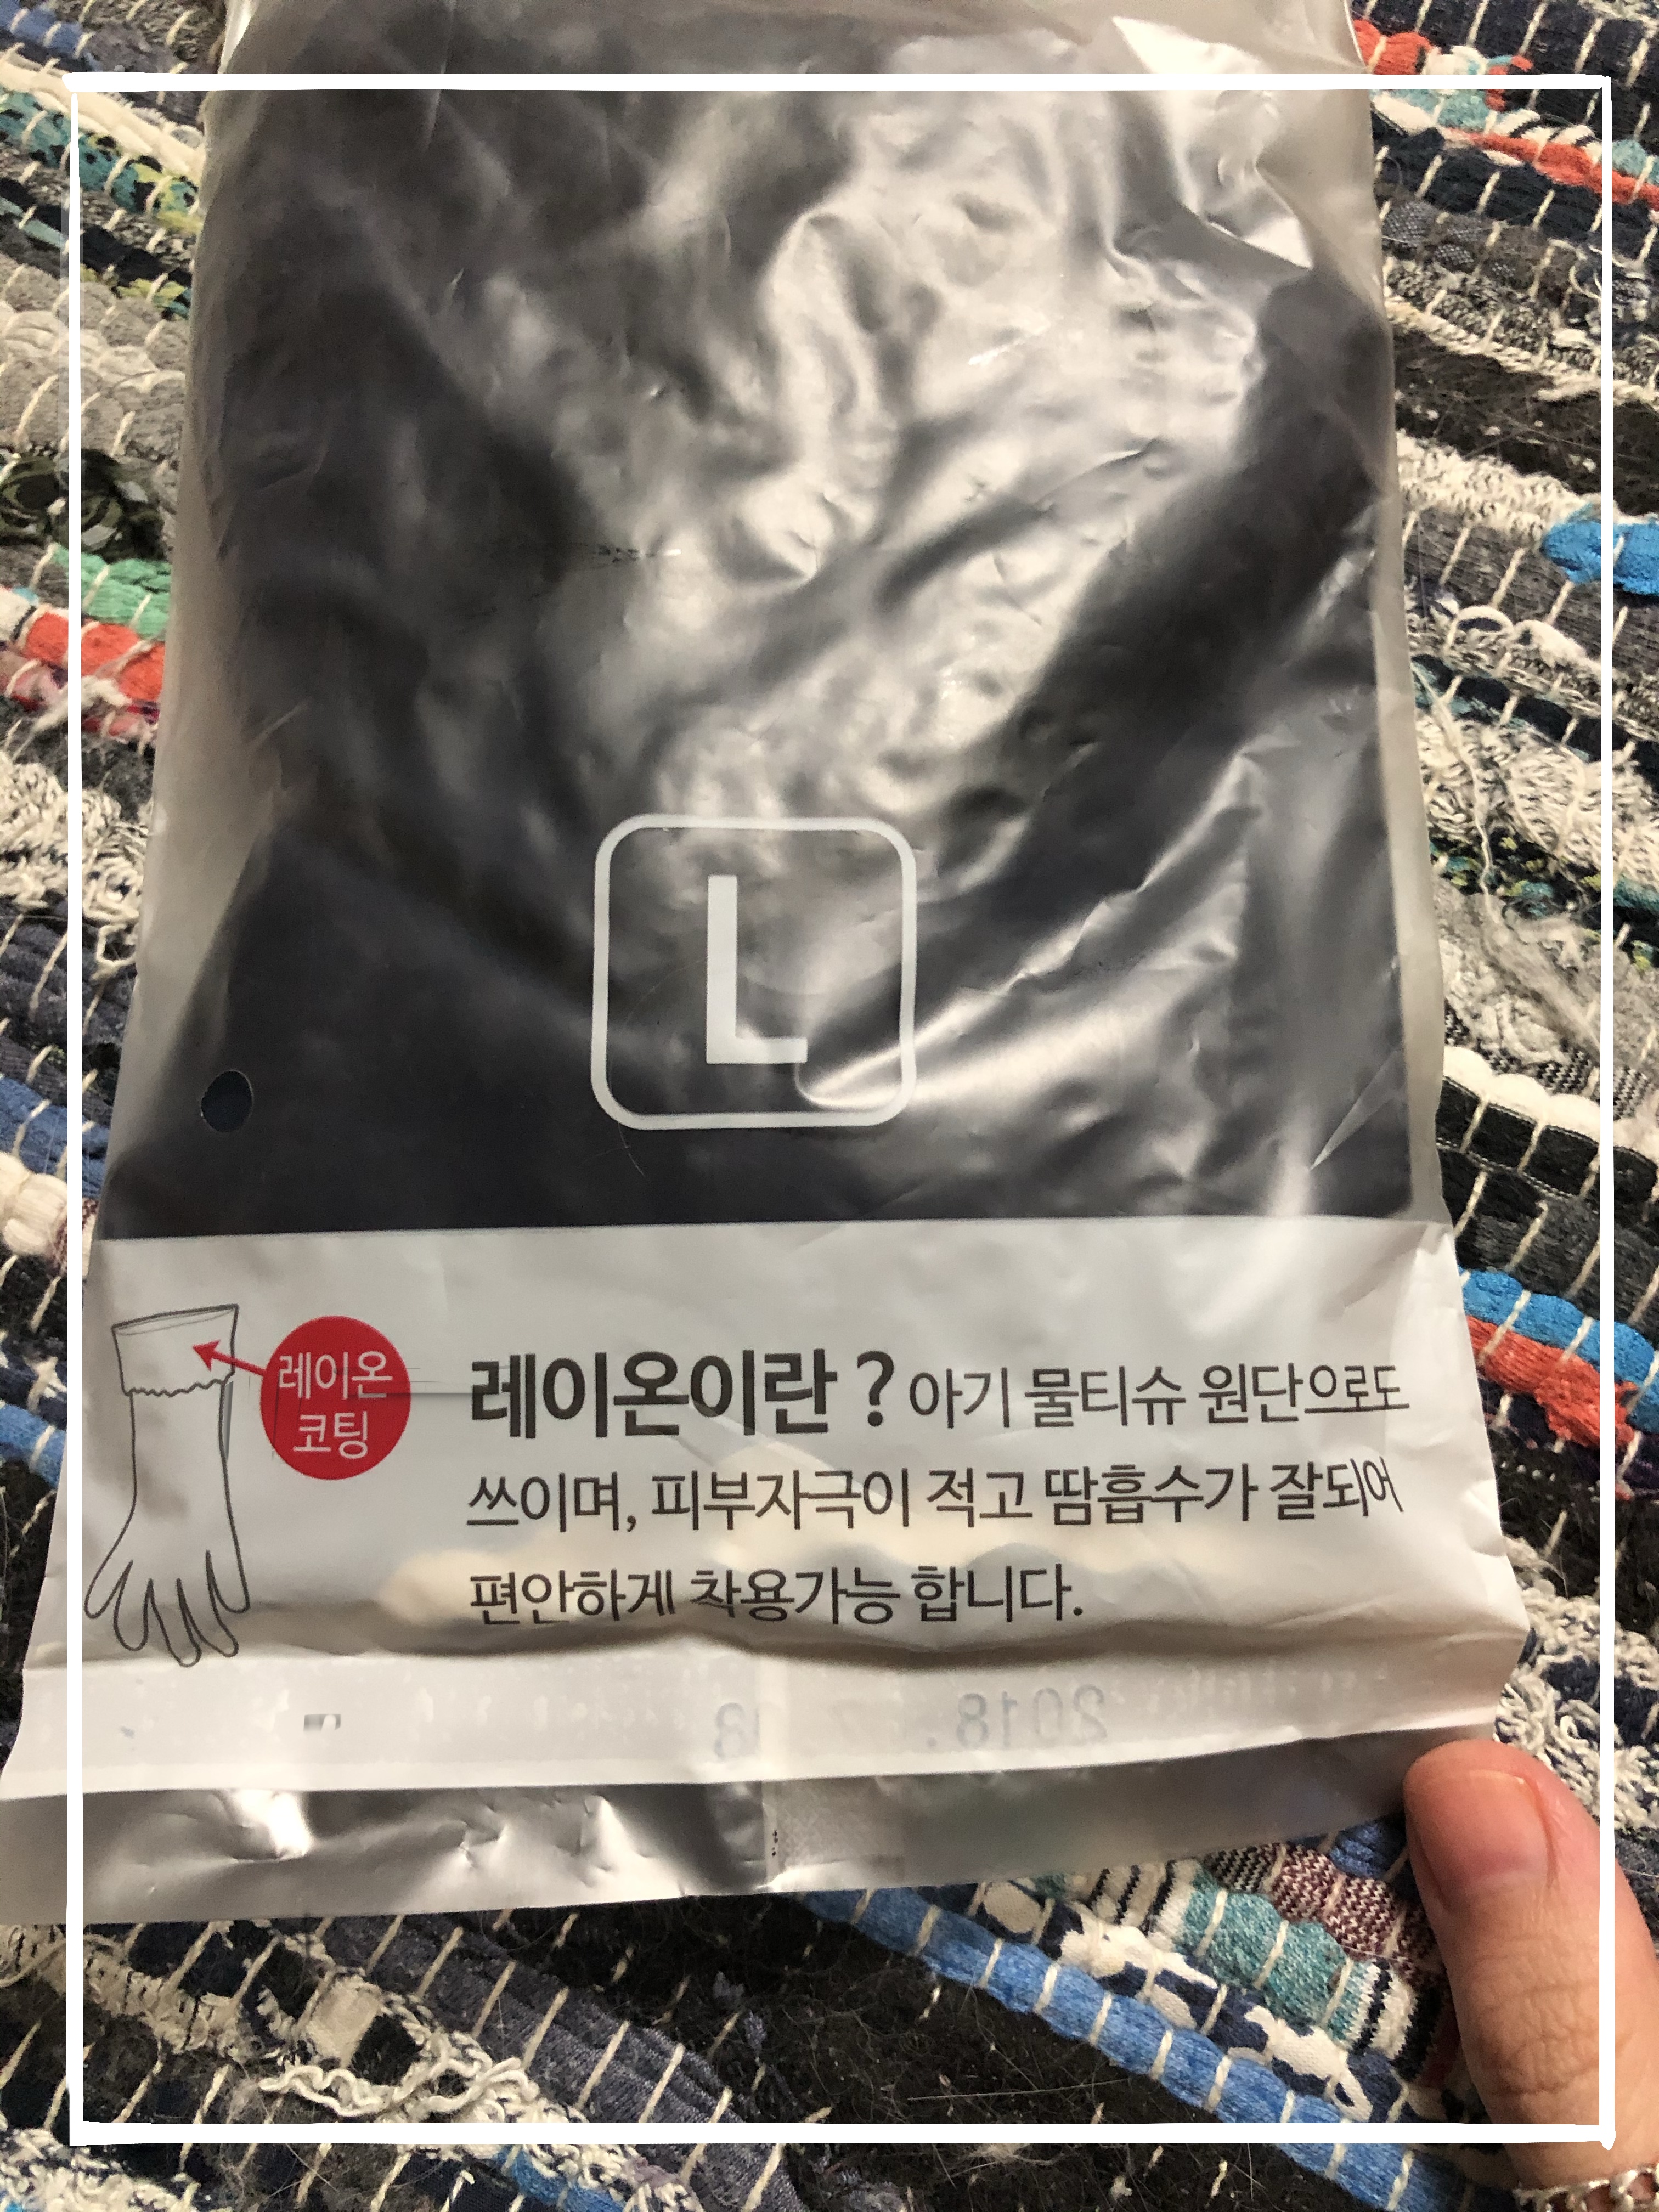 L
레이온
코팅
레이온이란 ? 아기 물티슈 원단으로도
쓰이며, 피부자극이 적고 땀흡수가 잘되어
편안하게 착용가능 합니다.
2018.